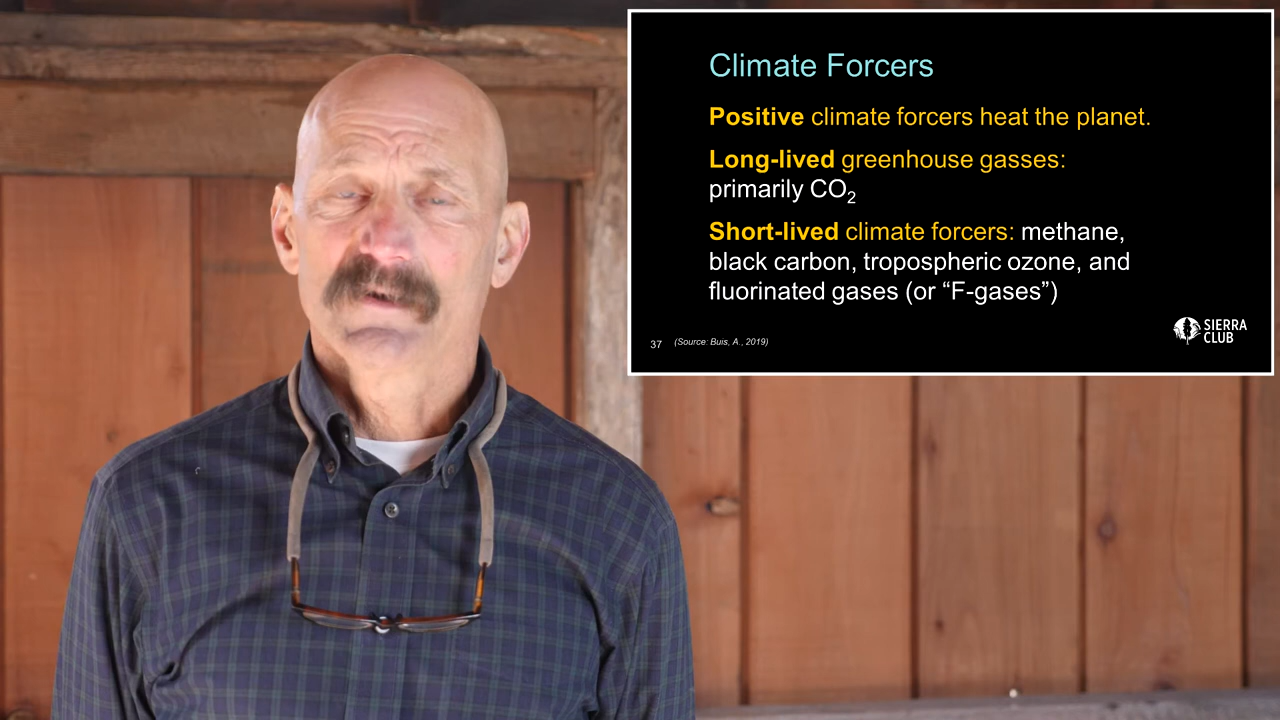 Climate Forcers
Positive climate forcers heat the planet.
Long-lived greenhouse gasses:
primarily CO₂
Short-lived climate forcers: methane,
black carbon, tropospheric ozone, and
fluorinated gases (or “F-gases”)
37 (Source: Buis, A., 2019)
SIERRA
CLUB